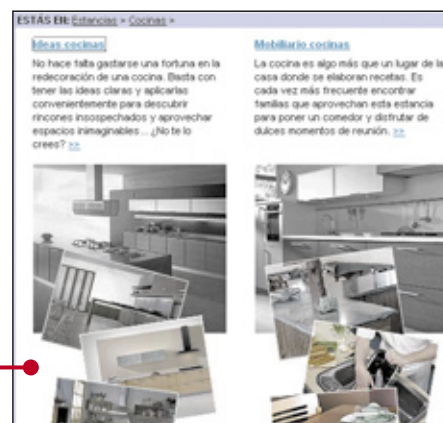 ESTÁS EN: Estancias » Cocinas »
Ideas cocinas
No hace falta gastarse una fortuna en la
redecoración de una cocina. Basta con
tener las ideas claras y aplicarlas
convenientemente para descubrir
rincones insospechados y aprovechar
espacios inimaginables... ¿No te lo
crees? >>
Mobiliario cocinas
La cocina es algo más que un lugar de la
casa donde se elaboran recetas. Es
cada vez más frecuente encontrar
familias que aprovechan esta estancia
para poner un comedor y disfrutar de
dulces momentos de reunión. >>